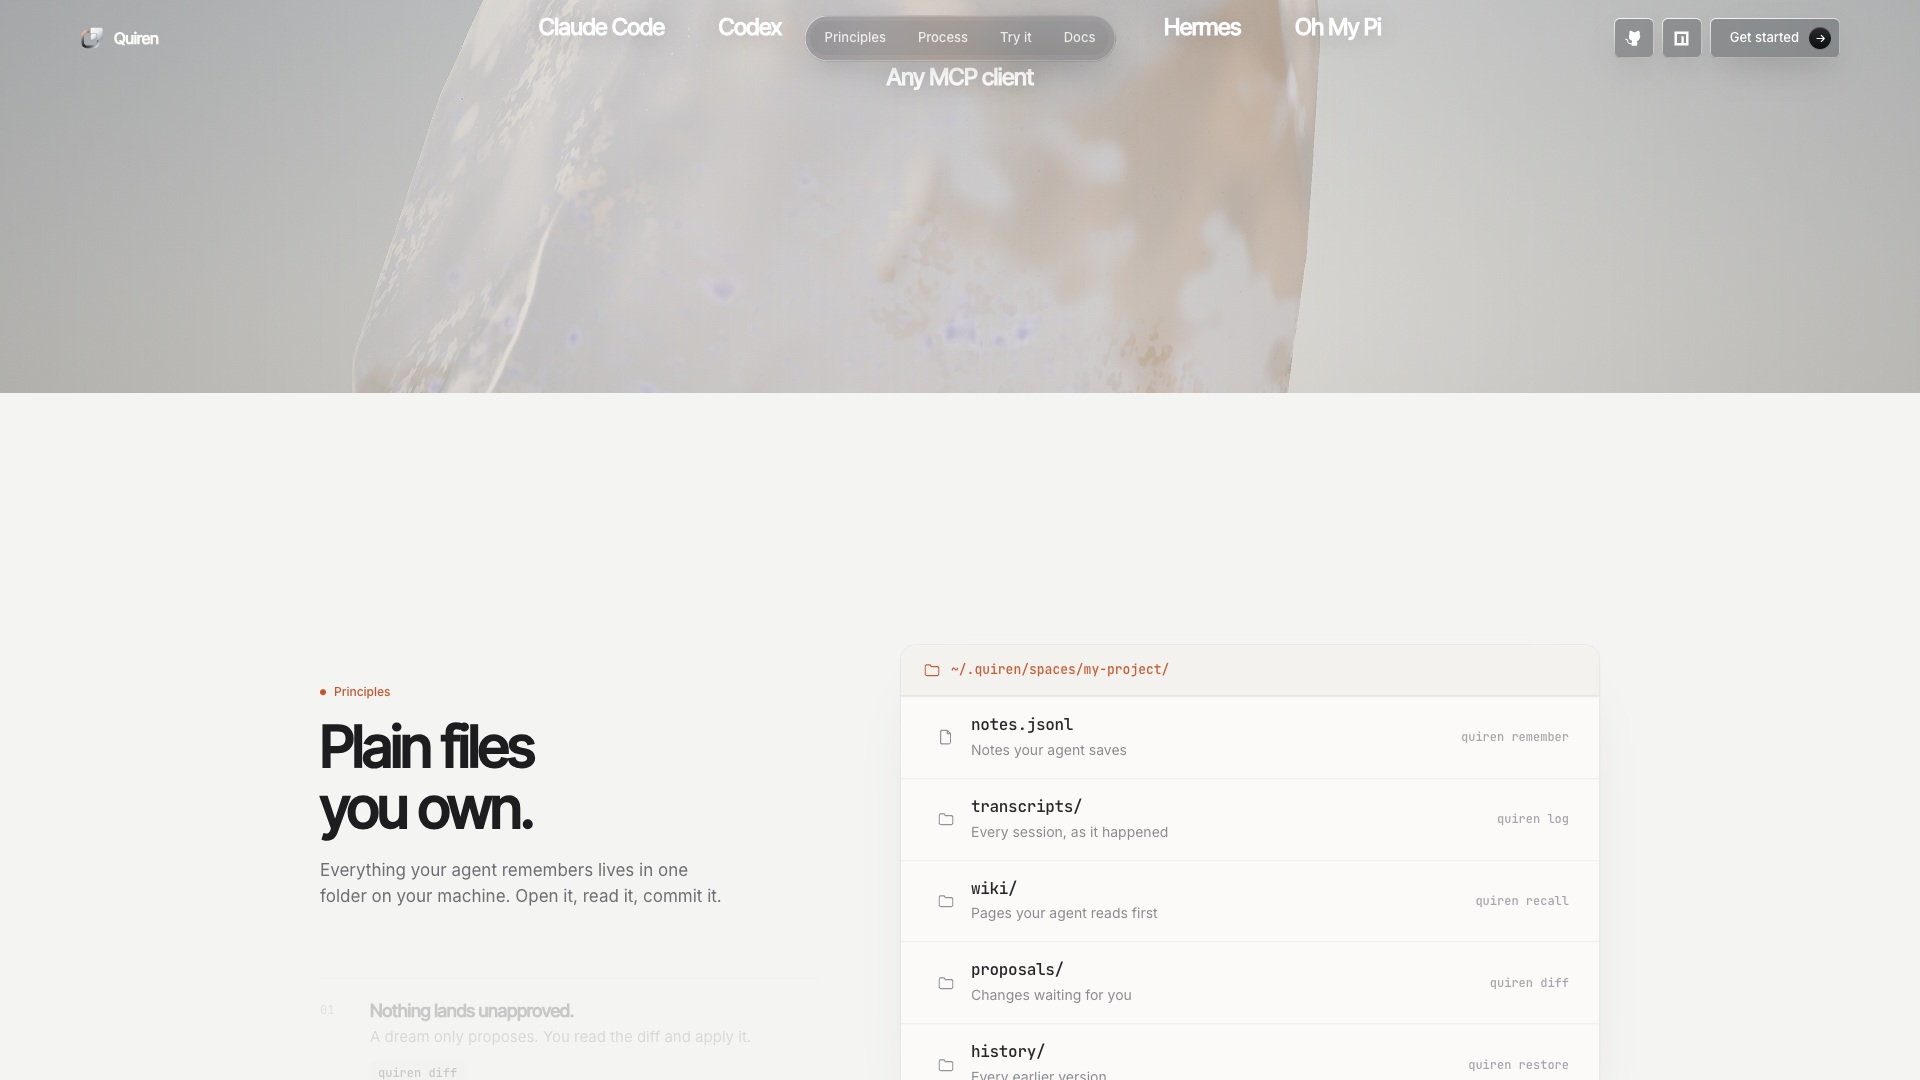 Quiren
Claude Code
Codex
Hermes
Oh My Pi
Principles
Process
Try it
Docs
Get started
Any MCP client
Principles
Plain files
you own.
Everything your agent remembers lives in one
folder on your machine. Open it, read it, commit it.
01
Nothing lands unapproved.
A dream only proposes. You read the diff and apply it.
quiren diff
~/.quiren/spaces/my-project/
notes.jsonl
Notes your agent saves
quiren remember
transcripts/
Every session, as it happened
quiren log
wiki/
Pages your agent reads first
quiren recall
proposals/
Changes waiting for you
quiren diff
history/
Every earlier version
quiren restore